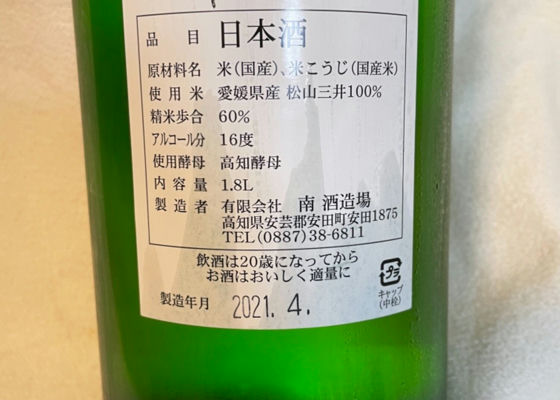 品目 日本酒
原材料名 米(国産)、米こうじ(国産米)
使用米 愛媛県産 松山三井100%
精米歩合 60%
アルコール分 16度
使用酵母 高知酵母
内容量 1.8L
製造者 有限会社 南 酒造場
高知県安芸郡安田町安田1875
TEL(0887)38-6811
飲酒は20歳になってから
お酒はおいしく適量に
プラ
キャップ
(中栓)
製造年月 2021.4.